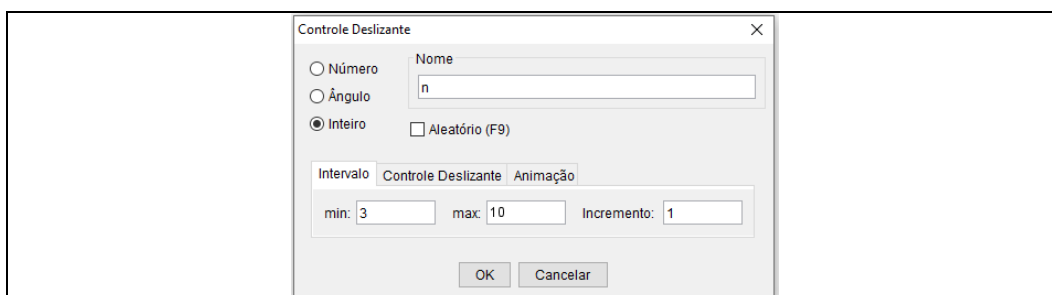 Controle Deslizante
Número
Ângulo
Inteiro
Nome
n
Aleatório (F9)
Intervalo Controle Deslizante Animação
min: 3 max: 10 Incremento: 1
OK Cancelar